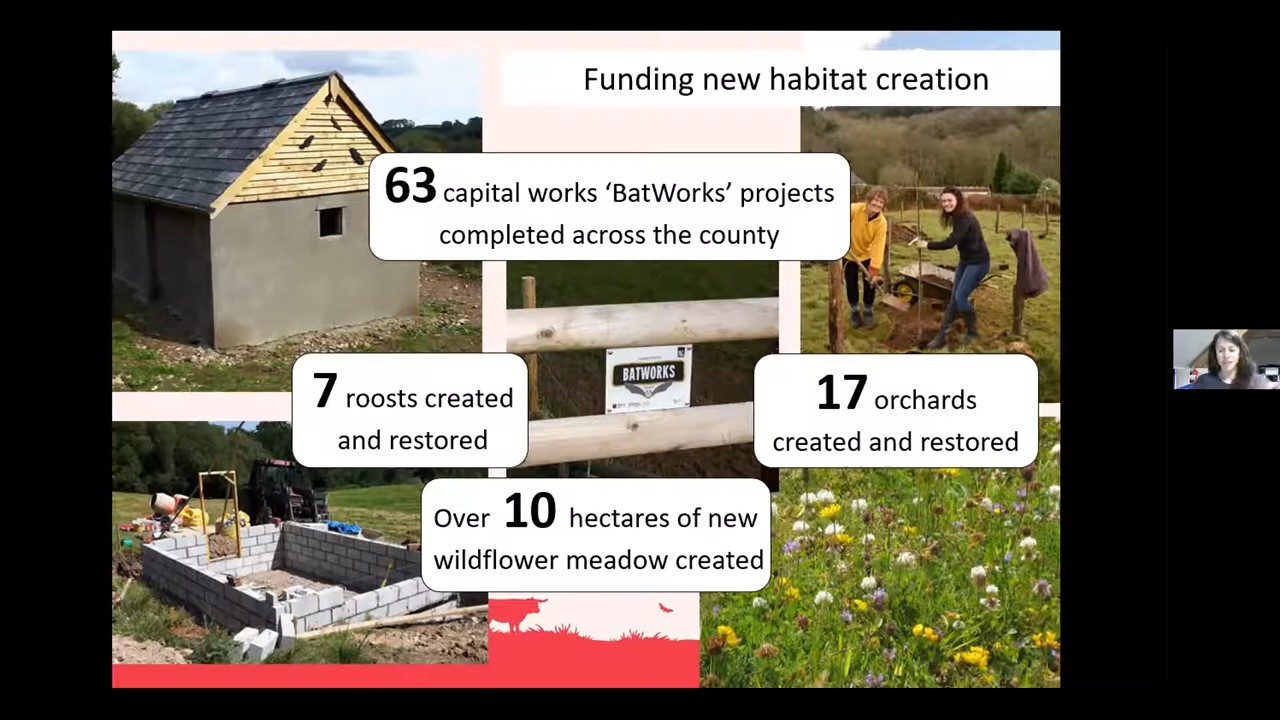 Funding new habitat creation
63 capital works ‘BatWorks’ projects
completed across the county
7 roosts created
and restored
BATWORKS
17 orchards
created and restored
Over 10 hectares of new
wildflower meadow created